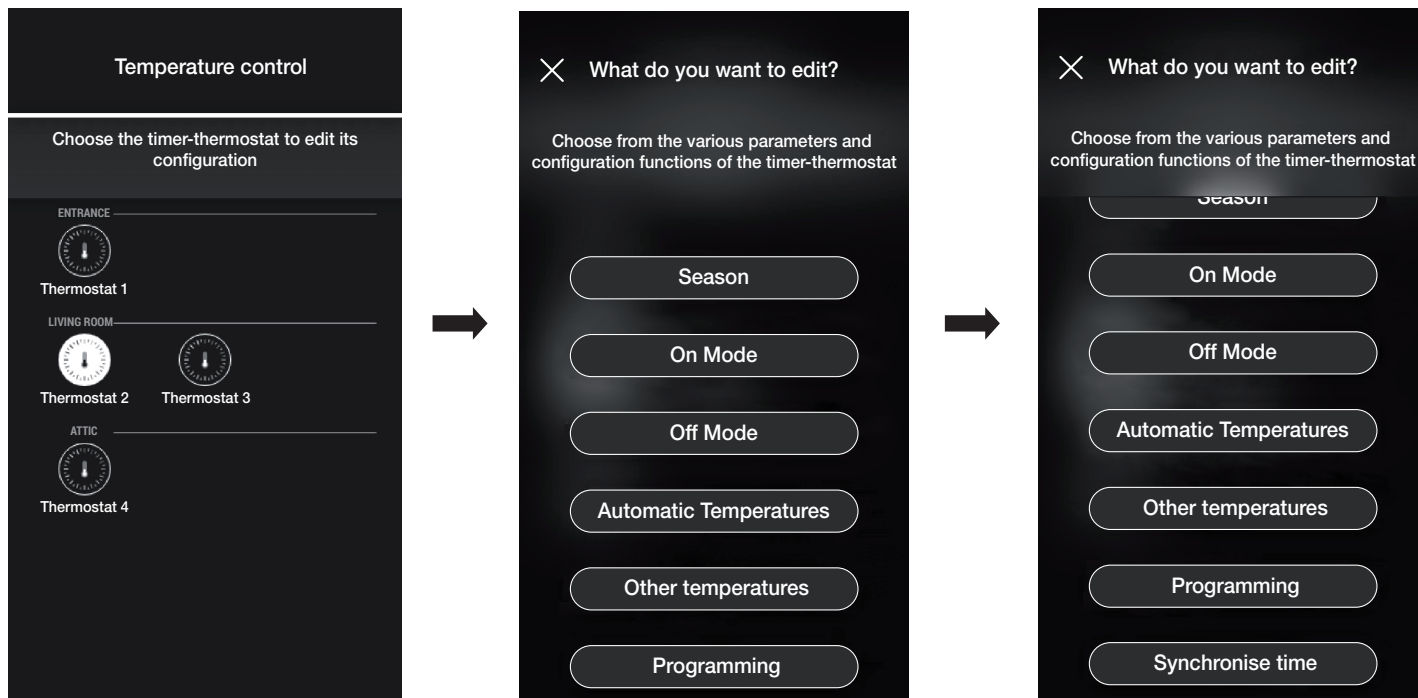 Temperature control
Choose the timer-thermostat to edit its
configuration
ENTRANCE
Thermostat 1
LIVING ROOM
Thermostat 2 Thermostat 3
ATTIC
Thermostat 4
What do you want to edit?
Choose from the various parameters and
configuration functions of the timer-thermostat
Season
On Mode
Off Mode
Automatic Temperatures
Other temperatures
Programming
What do you want to edit?
Choose from the various parameters and
configuration functions of the timer-thermostat
Season
On Mode
Off Mode
Automatic Temperatures
Other temperatures
Programming
Synchronise time